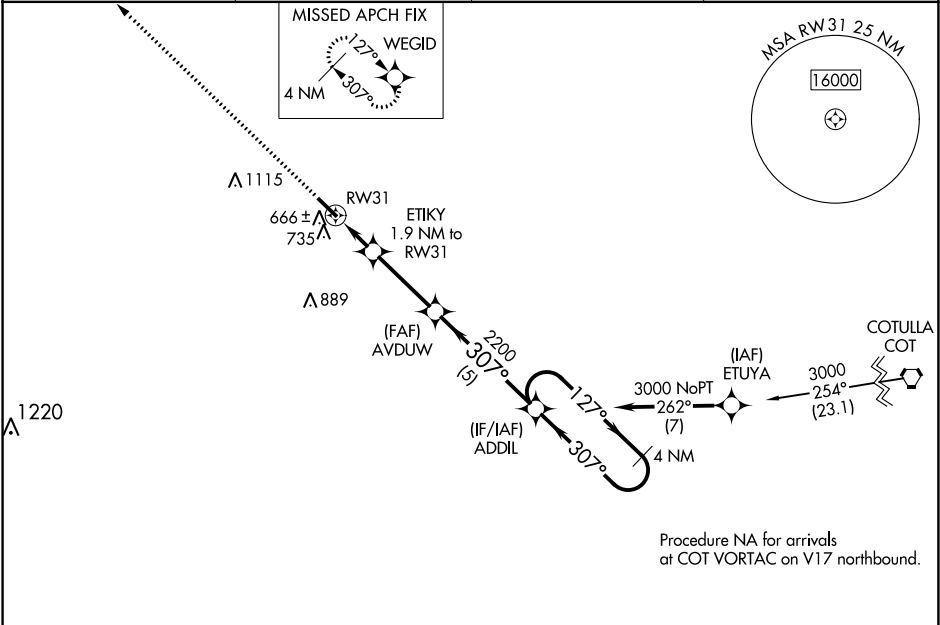 MISSED APCH FIX
127°
WEGID
307°
4 NM
MSA RW31 25 NM
16000
1115
RW31
666 ±
735
ETIKY
1.9 NM to
RW31
889
(FAF)
AVDUW
2200
307°
(5)
COTULLA
COT
(IAF)
ETUYA
3000
254°
(23.1)
3000 NoPT
262°
(7)
127°
1220
(IF/IAF)
ADDIL
307°
4 NM
Procedure NA for arrivals
at COT VORTAC on V17 northbound.